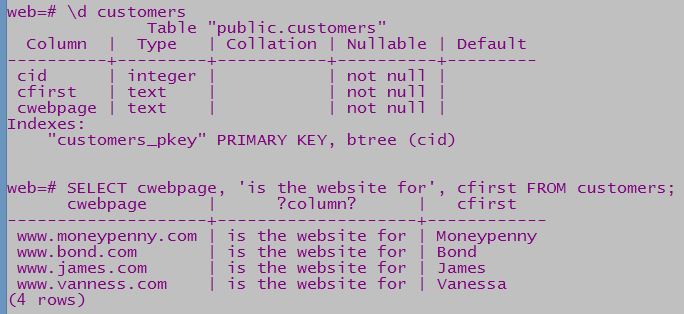 web=# \d customers
               Table "public.customers"
  Column  |  Type   | Collation | Nullable | Default
----------+---------+-----------+----------+---------
 cid      | integer |           | not null |
 cfirst   | text    |           | not null |
 cwebpage | text    |           | not null |
Indexes:
    "customers_pkey" PRIMARY KEY, btree (cid)
web=# SELECT cwebpage, 'is the website for', cfirst FROM customers;
      cwebpage      |      ?column?      |   cfirst
--------------------+--------------------+------------
 www.moneypenny.com | is the website for | Moneypenny
 www.bond.com       | is the website for | Bond
 www.james.com      | is the website for | James
 www.vanness.com    | is the website for | Vanessa
(4 rows)